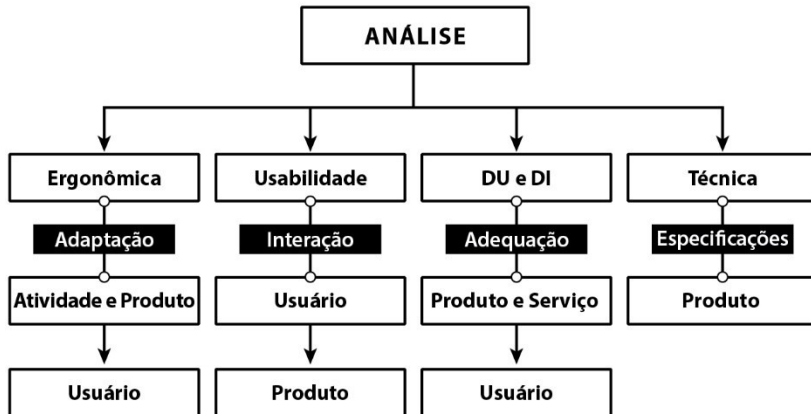 ANÁLISE
Ergonômica
Usabilidade
DU e DI
Técnica
Adaptação
Interação
Adequação
Especificações
Atividade e Produto
Usuário
Produto e Serviço
Produto
Usuário
Produto
Usuário